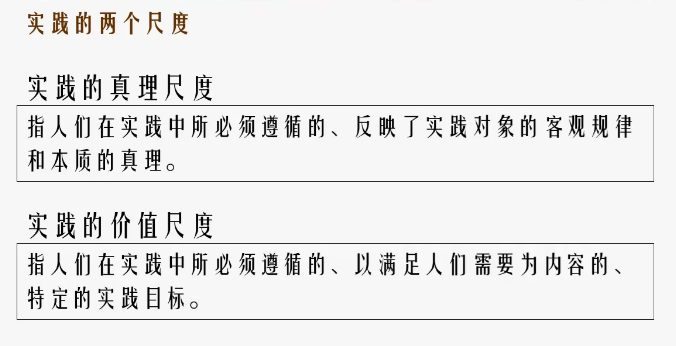 实践的两个尺度
实践的真理尺度
指人们在实践中所必须遵循的、反映了实践对象的客观规律
和本质的真理。
实践的价值尺度
指人们在实践中所必须遵循的、以满足人们需要为内容的、
特定的实践目标。